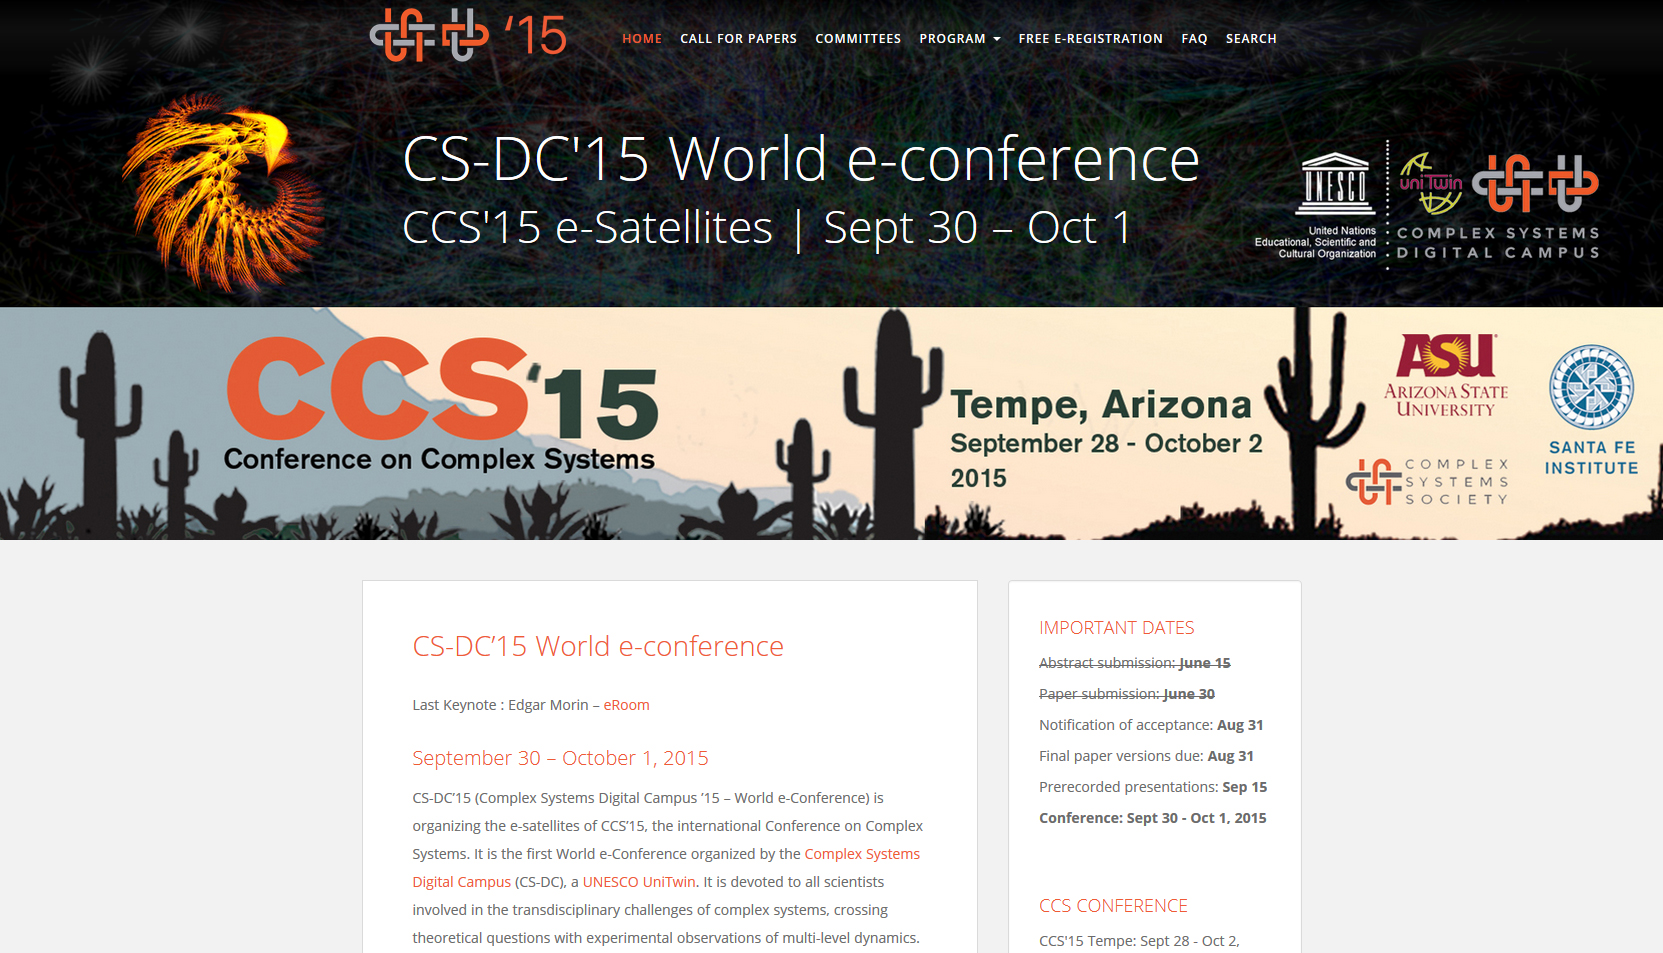 '15
HOME CALL FOR PAPERS COMMITTEES PROGRAM FREE E-REGISTRATION FAQ SEARCH
CS-DC'15 World e-conference
CCS'15 e-Satellites | Sept 30 – Oct 1
UNESCO
United Nations
Educational, Scientific and
Cultural Organization
uniTwin
COMPLEX SYSTEMS
DIGITAL CAMPUS
CCS'15
Conference on Complex Systems
Tempe, Arizona
September 28 - October 2
2015
ASU
ARIZONA STATE
UNIVERSITY
COMPLEX
SYSTEMS
SOCIETY
SANTA FE
INSTITUTE
CS-DC’15 World e-conference
Last Keynote : Edgar Morin – eRoom
September 30 – October 1, 2015
CS-DC’15 (Complex Systems Digital Campus ’15 – World e-Conference) is
organizing the e-satellites of CCS’15, the international Conference on Complex
Systems. It is the first World e-Conference organized by the Complex Systems
Digital Campus (CS-DC), a UNESCO UniTwin. It is devoted to all scientists
involved in the transdisciplinary challenges of complex systems, crossing
theoretical questions with experimental observations of multi-level dynamics.
IMPORTANT DATES
Abstract submission: June 15
Paper submission: June 30
Notification of acceptance: Aug 31
Final paper versions due: Aug 31
Prerecorded presentations: Sep 15
Conference: Sept 30 - Oct 1, 2015
CCS CONFERENCE
CCS'15 Tempe: Sept 28 - Oct 2,